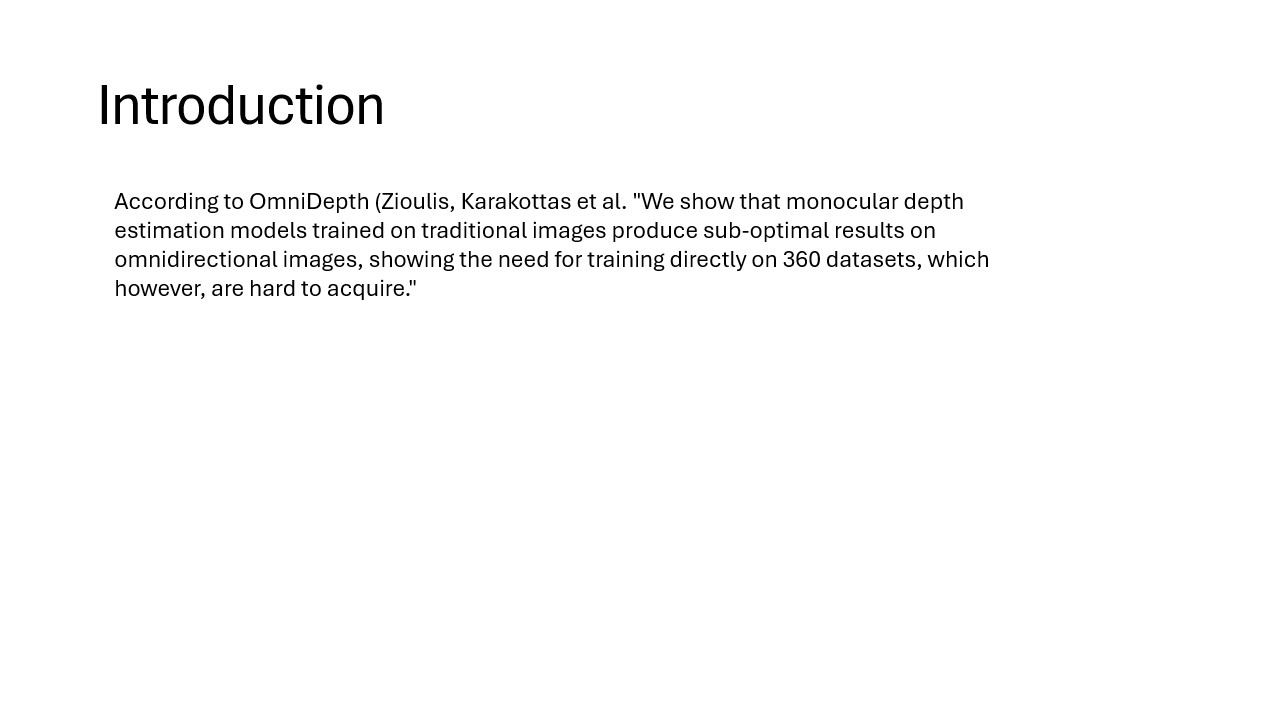 Introduction
According to OmniDepth (Zioulis, Karakottas et al. "We show that monocular depth
estimation models trained on traditional images produce sub-optimal results on
omnidirectional images, showing the need for training directly on 360 datasets, which
however, are hard to acquire."